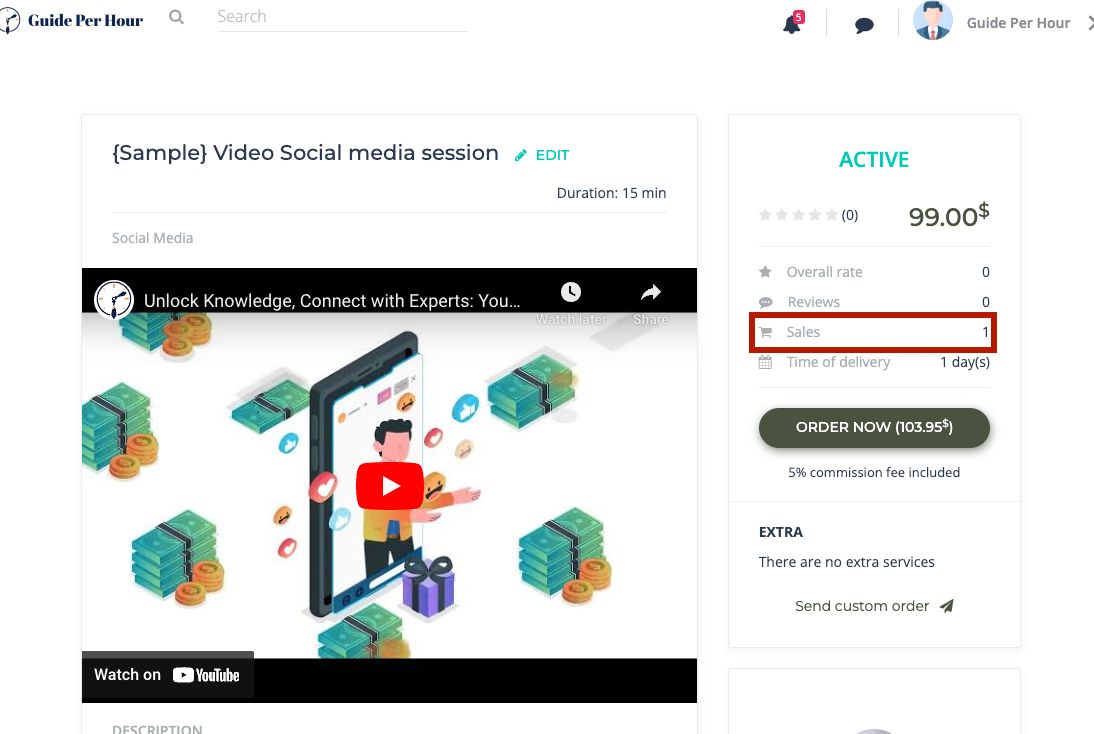 Guide Per Hour
Search
5
Guide Per Hour
{Sample} Video Social media session
EDIT
Duration: 15 min
Social Media
Unlock Knowledge, Connect with Experts: You...
Watch later
Share
Watch on YouTube
DESCRIPTION
ACTIVE
(0)
99.00$
Overall rate 0
Reviews 0
Sales 1
Time of delivery 1 day(s)
ORDER NOW (103.95$)
5% commission fee included
EXTRA
There are no extra services
Send custom order